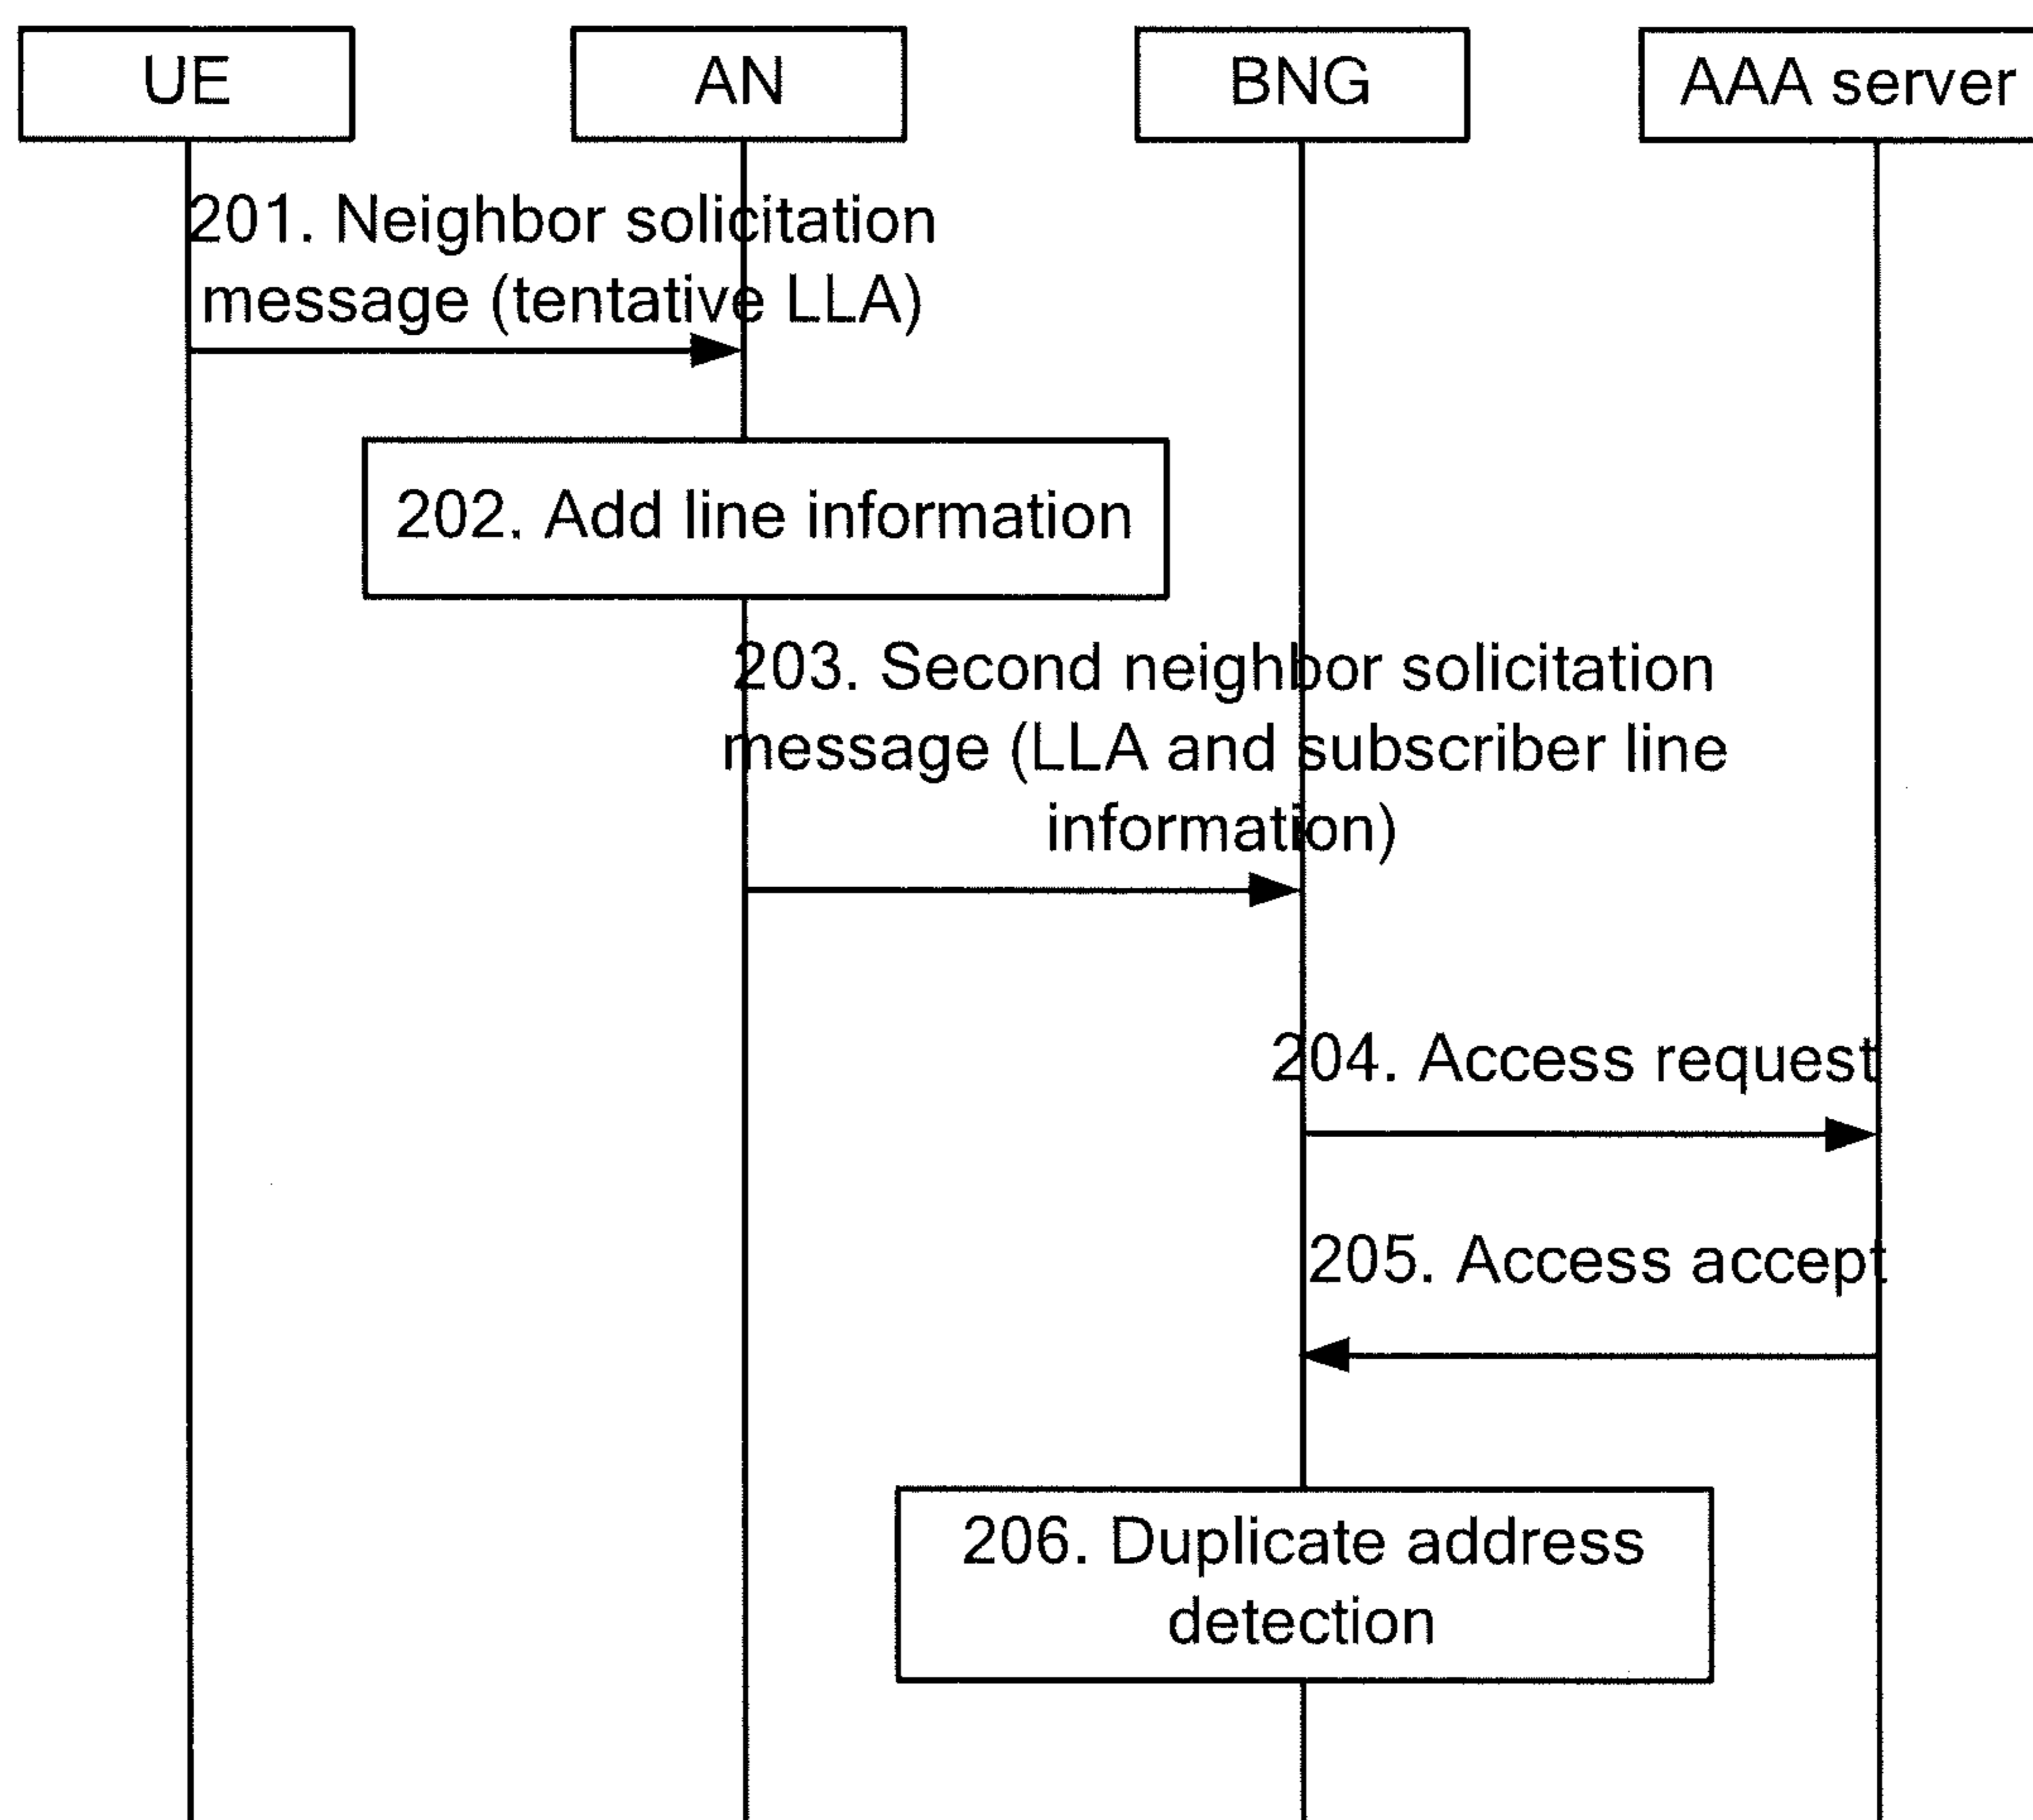 UE
AN
BNG
AAA server
201. Neighbor solicitation
message (tentative LLA)
202. Add line information
203. Second neighbor solicitation
message (LLA and subscriber line
information)
204. Access request
205. Access accept
206. Duplicate address
detection